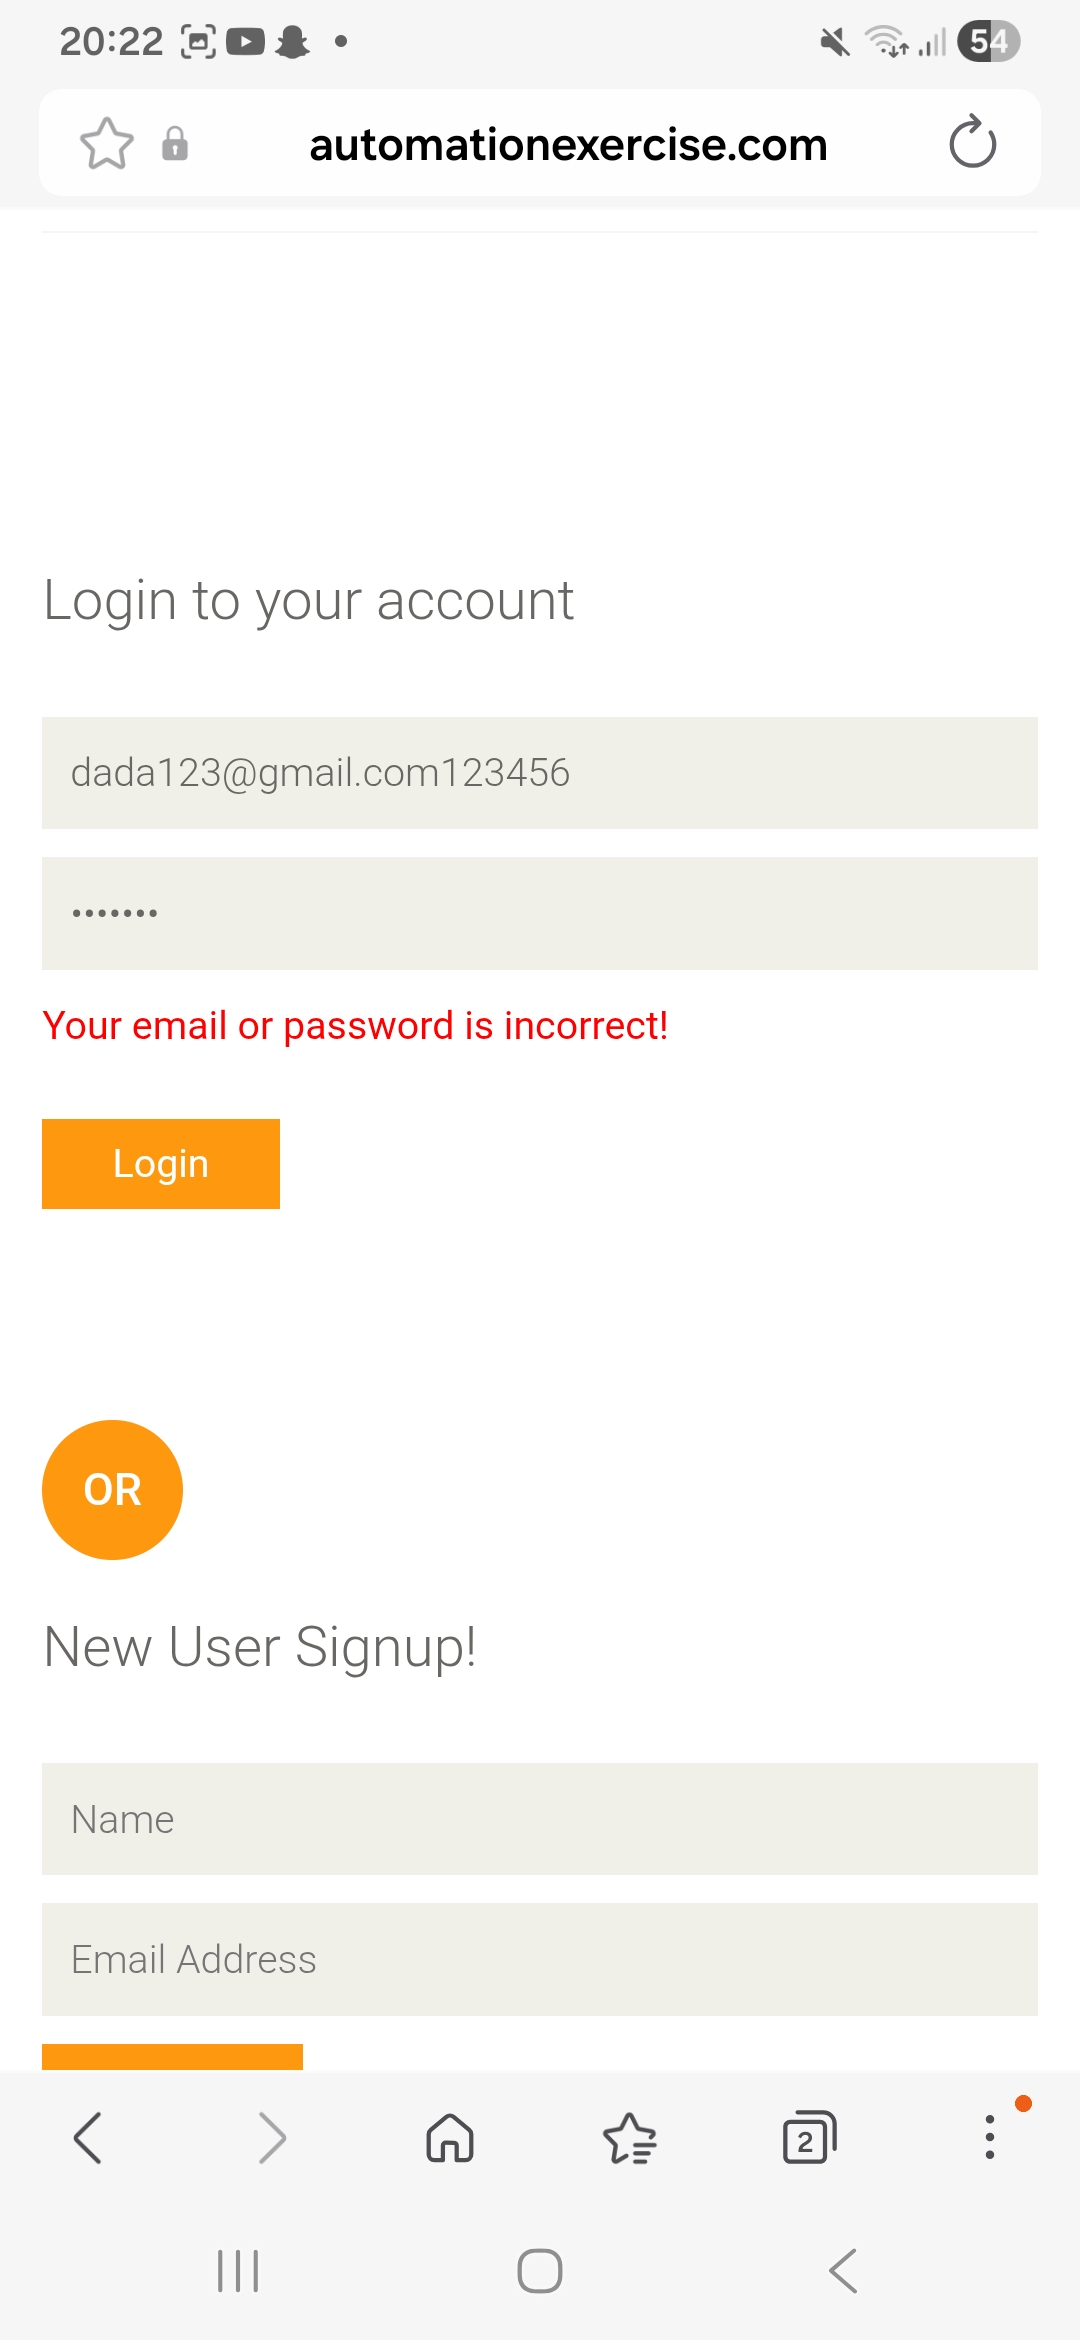 20:22
54
automationexercise.com
Login to your account
dada123@gmail.com123456
•••••••
Your email or password is incorrect!
Login
OR
New User Signup!
Name
Email Address
2